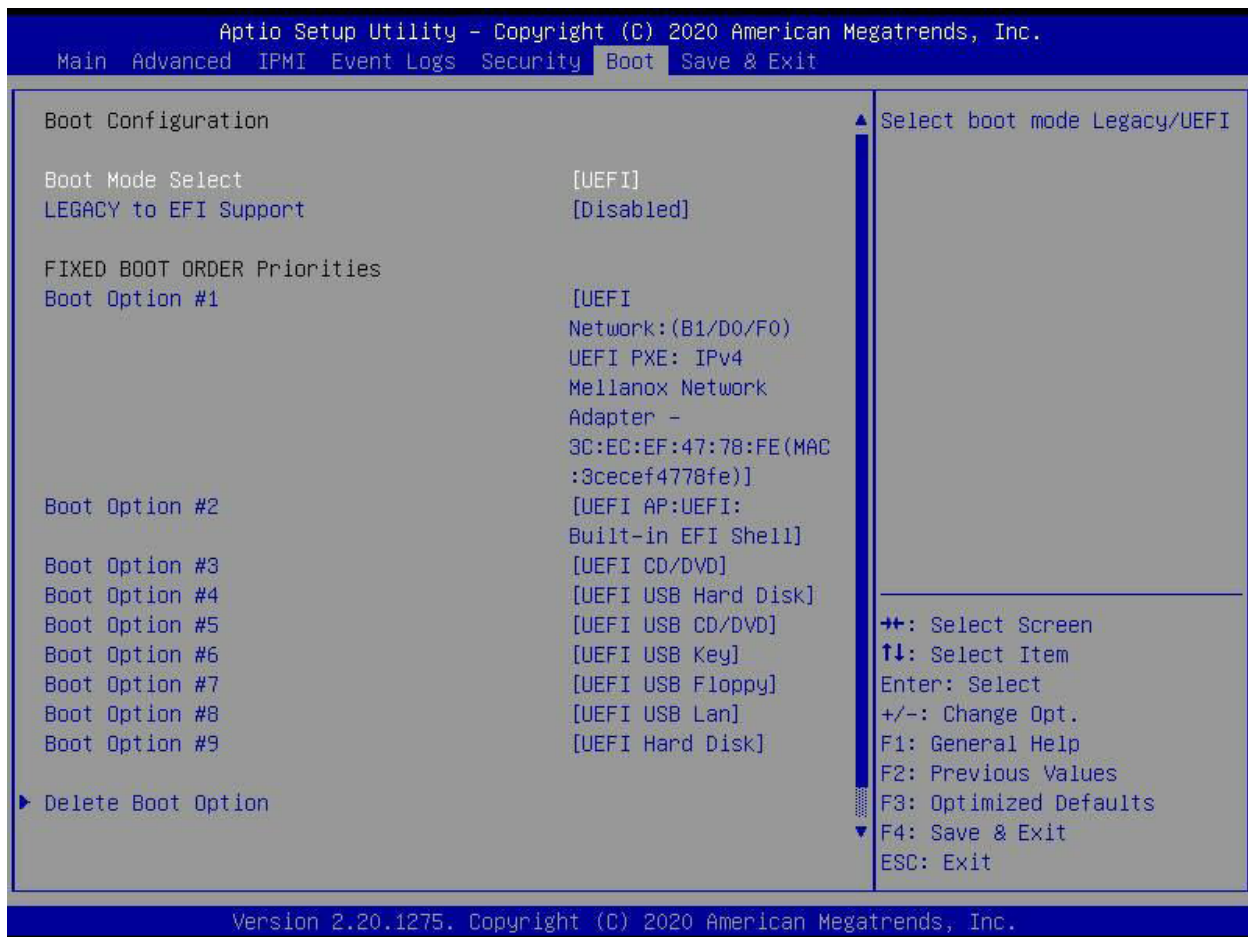 Aptio Setup Utility – Copyright (C) 2020 American Megatrends, Inc.
Main Advanced IPMI Event Logs Security Boot Save & Exit
Boot Configuration
Boot Mode Select [UEFI]
LEGACY to EFI Support [Disabled]
FIXED BOOT ORDER Priorities
Boot Option #1 [UEFI
Network:(B1/D0/F0)
UEFI PXE: IPv4
Mellanox Network
Adapter –
3C:EC:EF:47:78:FE(MAC
:3cecef4778fe)]
Boot Option #2 [UEFI AP:UEFI:
Built-in EFI Shell]
Boot Option #3 [UEFI CD/DVD]
Boot Option #4 [UEFI USB Hard Disk]
Boot Option #5 [UEFI USB CD/DVD]
Boot Option #6 [UEFI USB Key]
Boot Option #7 [UEFI USB Floppy]
Boot Option #8 [UEFI USB Lan]
Boot Option #9 [UEFI Hard Disk]
Delete Boot Option
Select boot mode Legacy/UEFI
→←: Select Screen
↑↓: Select Item
Enter: Select
+/-: Change Opt.
F1: General Help
F2: Previous Values
F3: Optimized Defaults
F4: Save & Exit
ESC: Exit
Version 2.20.1275. Copyright (C) 2020 American Megatrends, Inc.